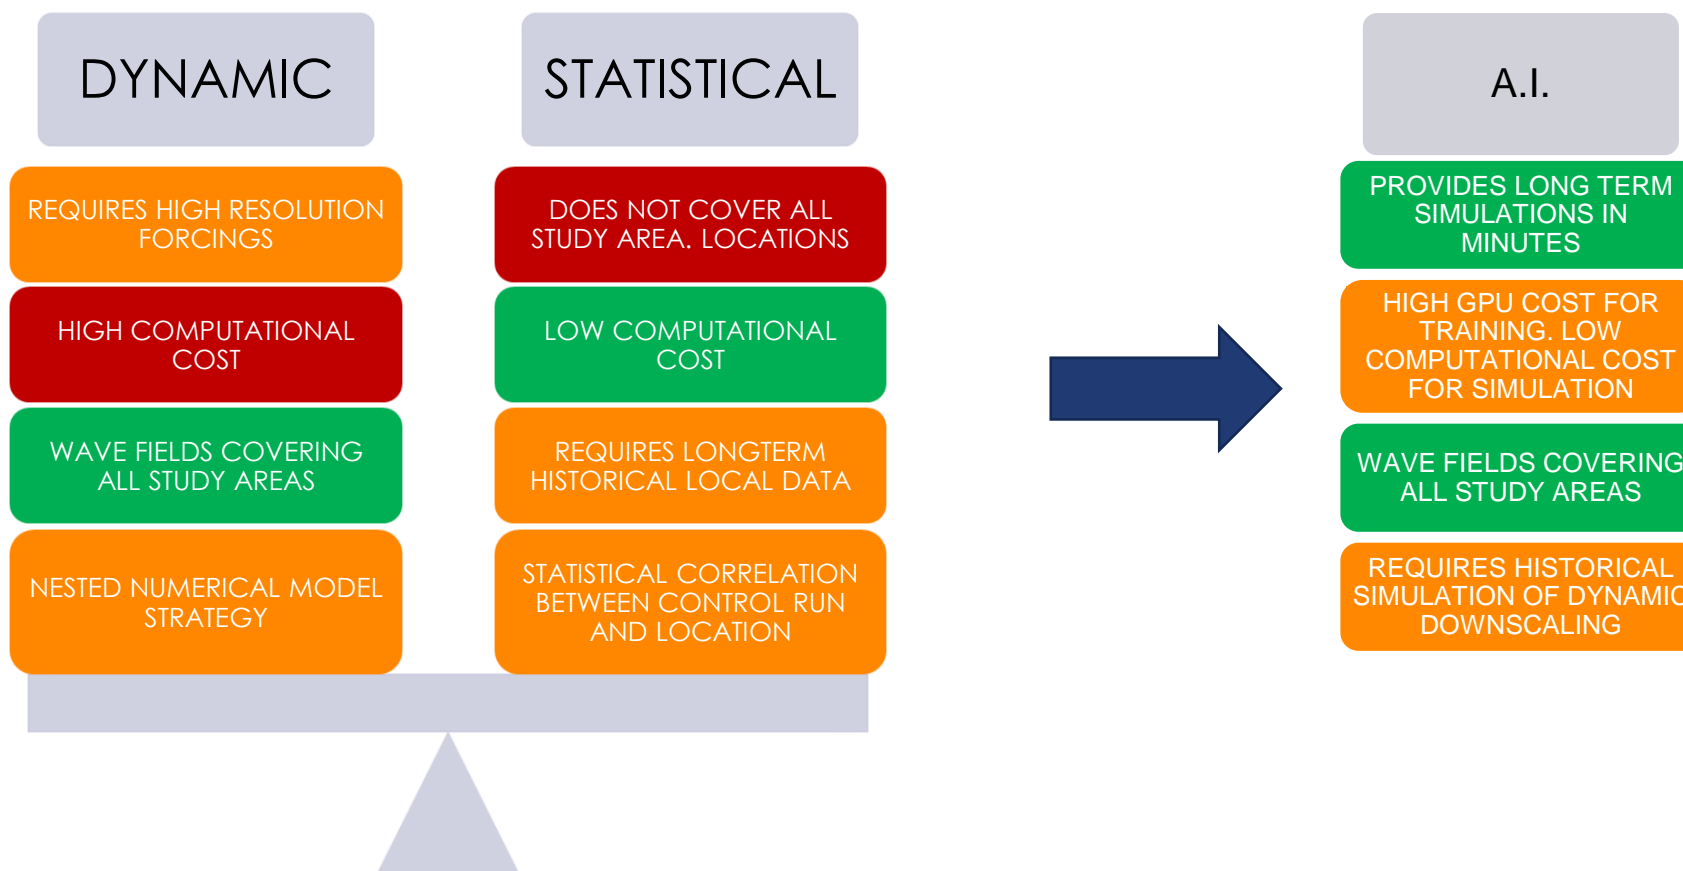 DYNAMIC
REQUIRES HIGH RESOLUTION
FORCINGS
HIGH COMPUTATIONAL
COST
WAVE FIELDS COVERING
ALL STUDY AREAS
NESTED NUMERICAL MODEL
STRATEGY
STATISTICAL
DOES NOT COVER ALL
STUDY AREA. LOCATIONS
LOW COMPUTATIONAL
COST
REQUIRES LONGTERM
HISTORICAL LOCAL DATA
STATISTICAL CORRELATION
BETWEEN CONTROL RUN
AND LOCATION
A.I.
PROVIDES LONG TERM
SIMULATIONS IN
MINUTES
HIGH GPU COST FOR
TRAINING. LOW
COMPUTATIONAL COST
FOR SIMULATION
WAVE FIELDS COVERING
ALL STUDY AREAS
REQUIRES HISTORICAL
SIMULATION OF DYNAMIC
DOWNSCALING